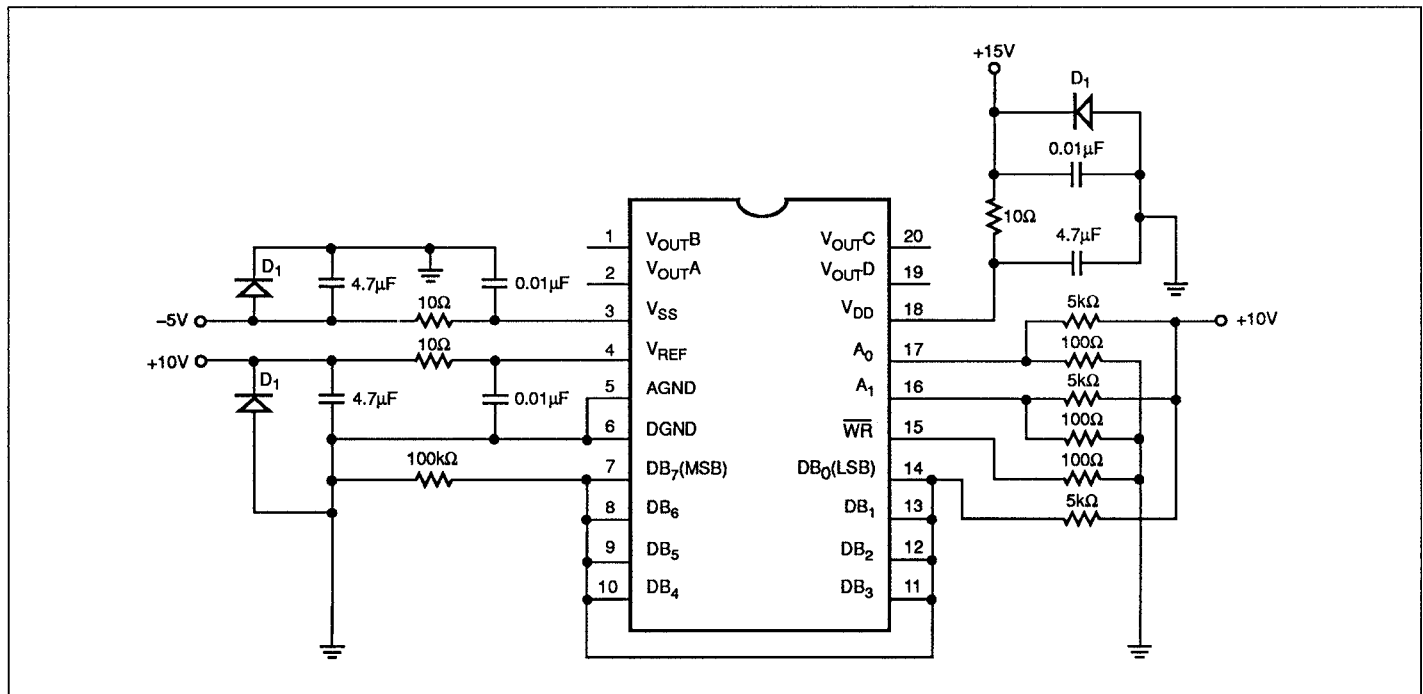 +15V
D1
0.01μF
10Ω
4.7μF
D1
4.7μF
0.01μF
10Ω
–5V
10Ω
+10V
D1
4.7μF
0.01μF
100kΩ
1 VOUTB
2 VOUTA
3 VSS
4 VREF
5 AGND
6 DGND
7 DB7(MSB)
8 DB6
9 DB5
10 DB4
VOUTC 20
VOUTD 19
VDD 18
A0 17
A1 16
WR 15
DB0(LSB) 14
DB1 13
DB2 12
DB3 11
5kΩ
+10V
100Ω
5kΩ
100Ω
100Ω
5kΩ